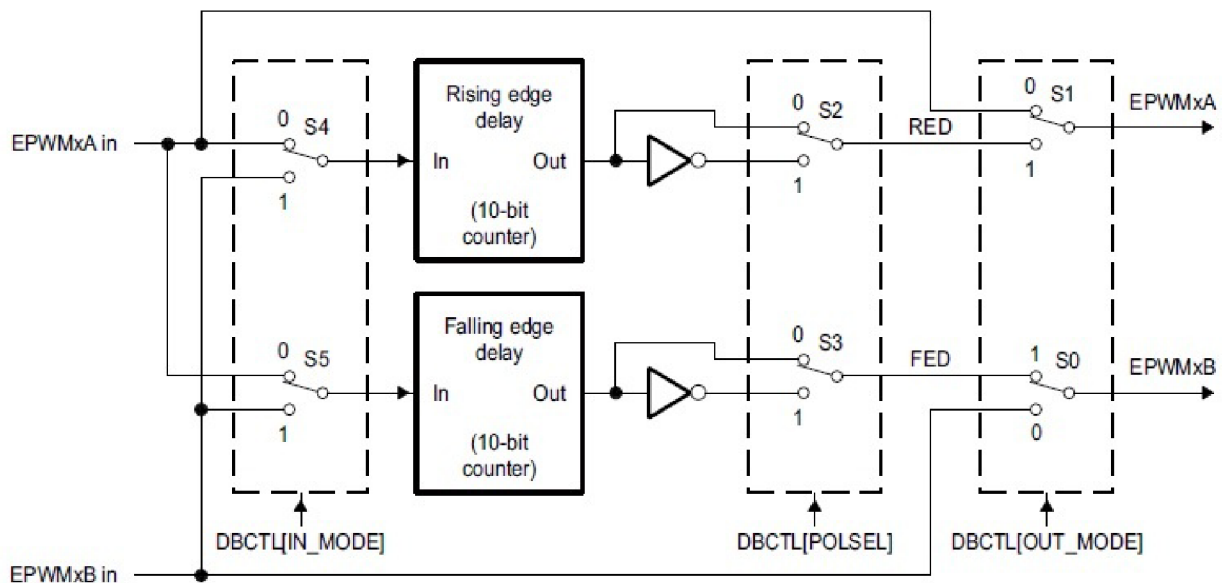 EPWMxA in
0
S4
1
Rising edge
delay
In
Out
(10-bit
counter)
0
S2
1
RED
0
S1
1
EPWMxA
0
S5
1
Falling edge
delay
In
Out
(10-bit
counter)
0
S3
1
FED
1
S0
0
EPWMxB
DBCTL[IN_MODE]
DBCTL[POLSEL]
DBCTL[OUT_MODE]
EPWMxB in